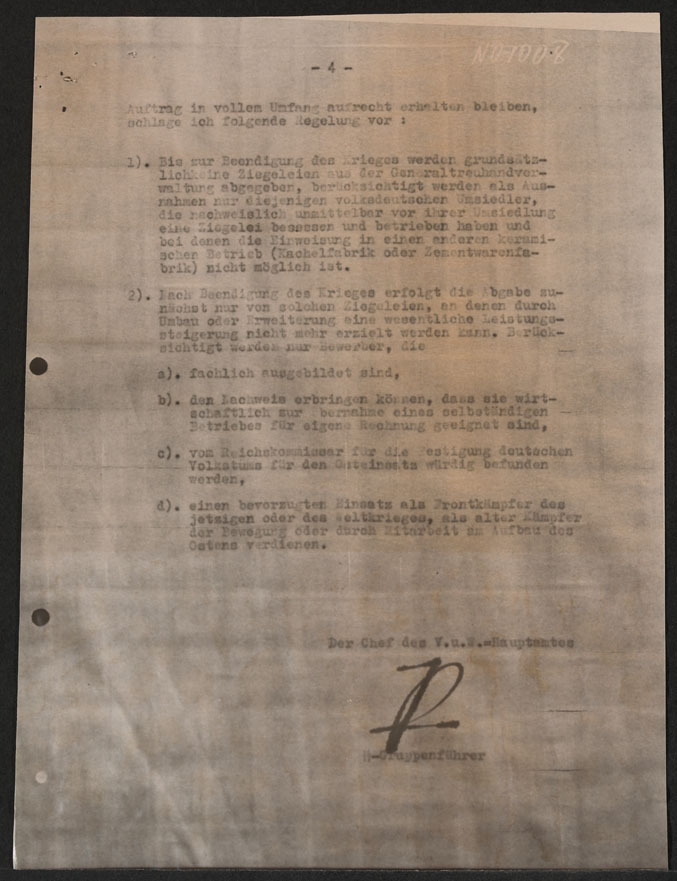 NO-1008
- 4 -
Auftrag in vollem Umfang aufrecht erhalten bleiben,
schlage ich folgende Regelung vor :
1). Bis zur Beendigung des Krieges werden grundsätz-
lich keine Ziegeleien aus der Generaltreuhandver-
waltung abgegeben, berücksichtigt werden als Aus-
nahmen nur diejenigen volksdeutschen Umsiedler,
die nachweislich unmittelbar vor ihrer Umsiedlung
eine Ziegelei besessen und betrieben haben und
bei denen die Einweisung in einen anderen kerami-
schen Betrieb (Kachelfabrik oder Zementwarenfa-
brik) nicht möglich ist.
2). Nach Beendigung des Krieges erfolgt die Abgabe zu-
nächst nur von solchen Ziegeleien, an denen durch
Umbau oder Erweiterung eine wesentliche Leistungs-
steigerung nicht mehr erzielt werden kann. Berück-
sichtigt werden nur Bewerber, die
a). fachlich ausgebildet sind,
b). den Nachweis erbringen können, dass sie wirt-
schaftlich zur Übernahme eines selbständigen
Betriebes für eigene Rechnung geeignet sind,
c). vom Reichskommissar für die Festigung deutschen
Volkstums für den Osteinsatz würdig befunden
werden,
d). einen bevorzugten Einsatz als Frontkämpfer des
jetzigen oder des Weltkrieges, als alter Kämpfer
der Bewegung oder durch Mitarbeit am Aufbau des
Ostens verdienen.
Der Chef des V.u.W.-Hauptamtes
SS-Gruppenführer